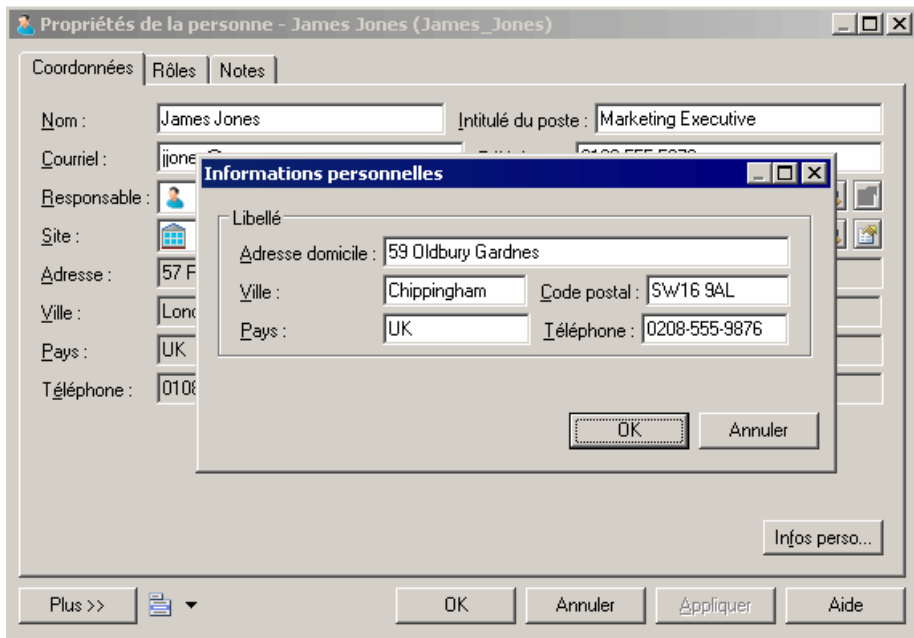 Propriétés de la personne - James Jones (James_Jones)
Coordonnées Rôles Notes
Nom : James Jones Intitulé du poste : Marketing Executive
Courriel :
Responsable :
Site :
Adresse : 57
Ville :
Pays : UK
Téléphone : 0108
Informations personnelles
Libellé
Adresse domicile : 59 Oldbury Gardnes
Ville : Chippingham Code postal : SW16 9AL
Pays : UK Téléphone : 0208-555-9876
OK Annuler
Infos perso...
Plus >> OK Annuler Appliquer Aide